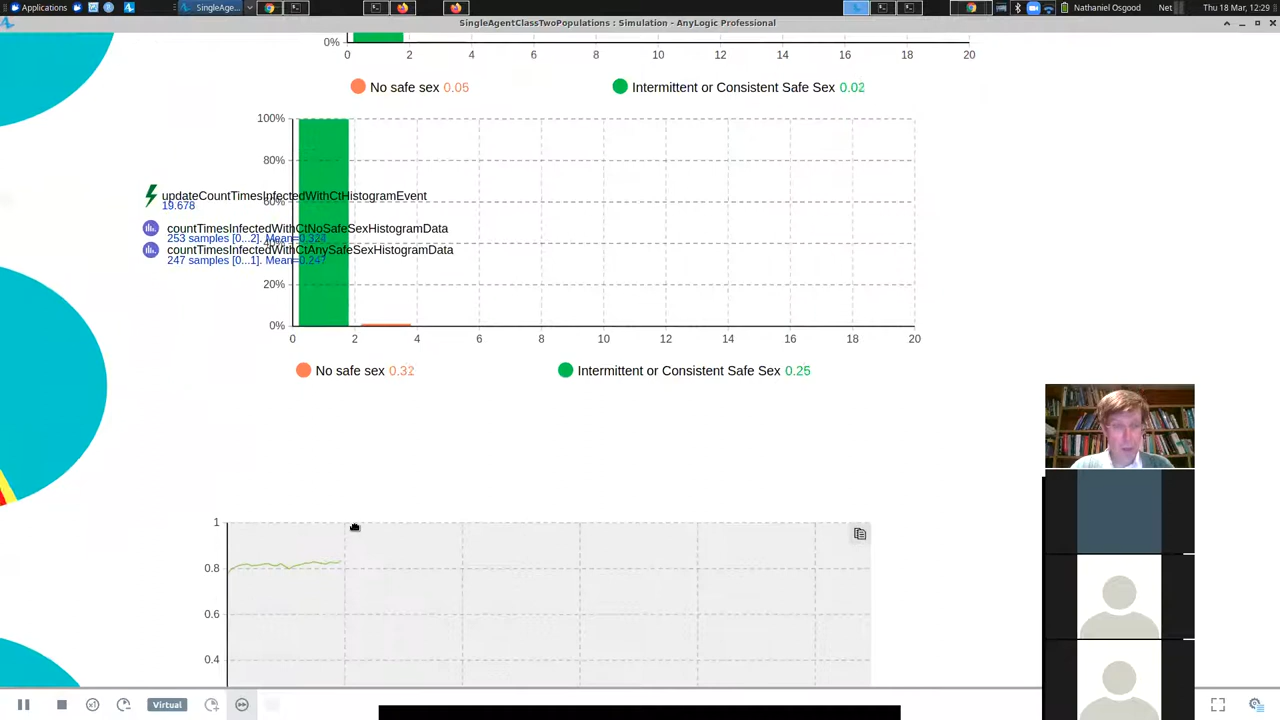 Applications
SingleAge...
Nathaniel Osgood
Net
Thu 18 Mar, 12:29
SingleAgentClassTwoPopulations : Simulation - AnyLogic Professional
0%
0 2 4 6 8 10 12 14 16 18 20
No safe sex 0.05
Intermittent or Consistent Safe Sex 0.02
100%
80%
updateCountTimesInfectedWithCtHistogramEvent
60%
19.678
countTimesInfectedWithCtNoSafeSexHistogramData
253 samples [0...2]. Mean=0.32
40%
countTimesInfectedWithCtAnySafeSexHistogramData
247 samples [0...1]. Mean=0.247
20%
0%
0 2 4 6 8 10 12 14 16 18 20
No safe sex 0.32
Intermittent or Consistent Safe Sex 0.25
1
0.8
0.6
0.4
x1
Virtual